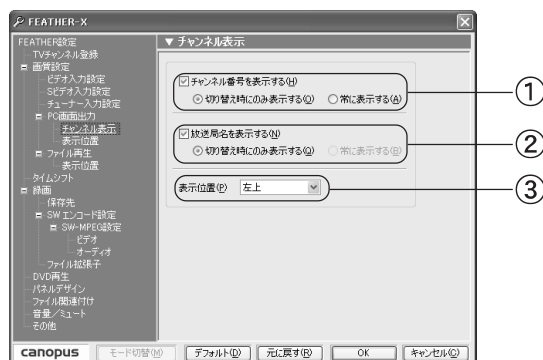 FEATHER-X
FEATHER設定
TVチャンネル登録
画質設定
ビデオ入力設定
Sビデオ入力設定
チューナー入力設定
PC画面出力
チャンネル表示
表示位置
ファイル再生
表示位置
タイムシフト
録画
保存先
SWエンコード設定
SW-MPEG設定
ビデオ
オーディオ
ファイル拡張子
DVD再生
パネルデザイン
ファイル関連付け
音量/ミュート
その他
▼ チャンネル表示
チャンネル番号を表示する(H)
切り替え時にのみ表示する(O) 常に表示する(A)
①
放送局名を表示する(N)
切り替え時にのみ表示する(S) 常に表示する(B)
②
表示位置(P) 左上
③
canopus モード切替(M) デフォルト(D) 元に戻す(R) OK キャンセル(C)